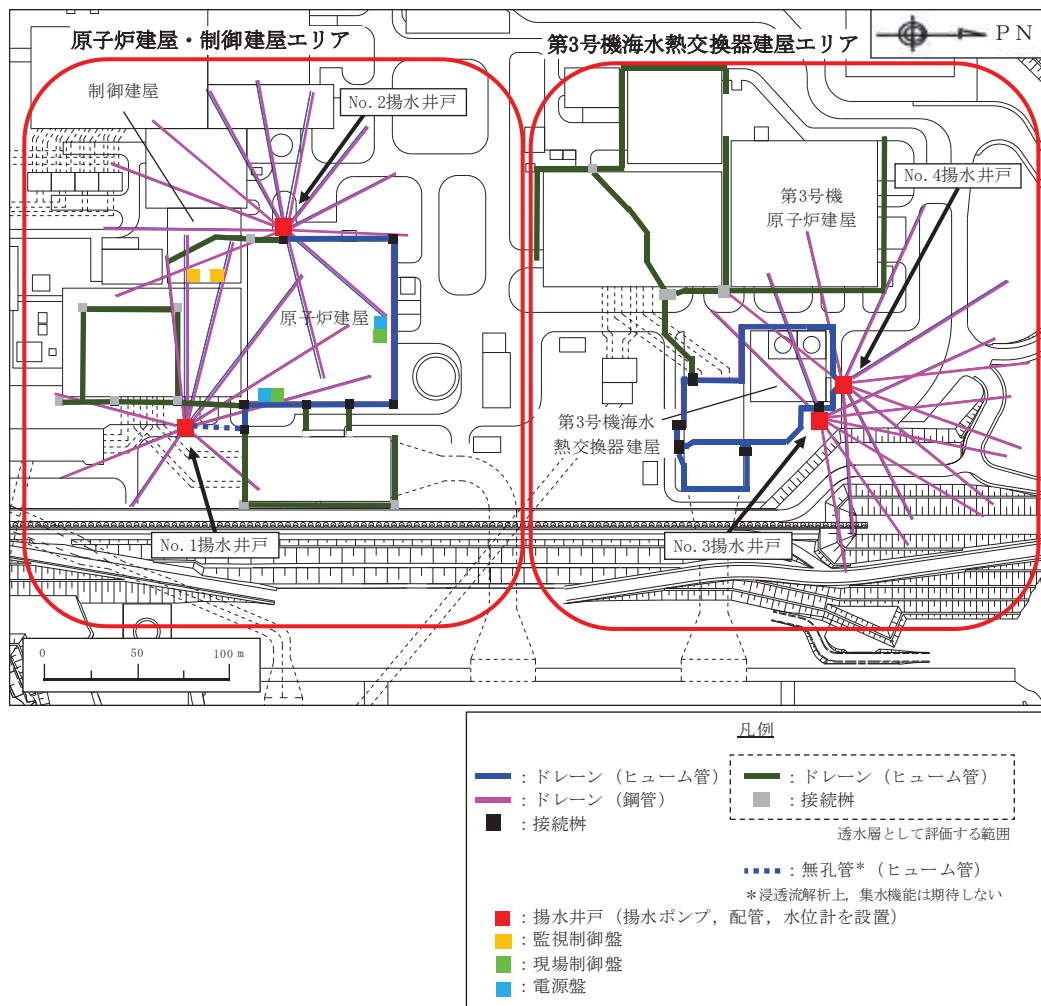 原子炉建屋・制御建屋エリア
第3号機海水熱交換器建屋エリア
PN
制御建屋
No.2揚水井戸
No.4揚水井戸
第3号機
原子炉建屋
原子炉建屋
第3号機海水
熱交換器建屋
No.1揚水井戸
No.3揚水井戸
0 50 100 m
凡例
：ドレーン（ヒューム管）
：ドレーン（鋼管）
：接続桝
：ドレーン（ヒューム管）
：接続桝
透水層として評価する範囲
：無孔管*（ヒューム管）
*浸透流解析上，集水機能は期待しない
：揚水井戸（揚水ポンプ，配管，水位計を設置）
：監視制御盤
：現場制御盤
：電源盤